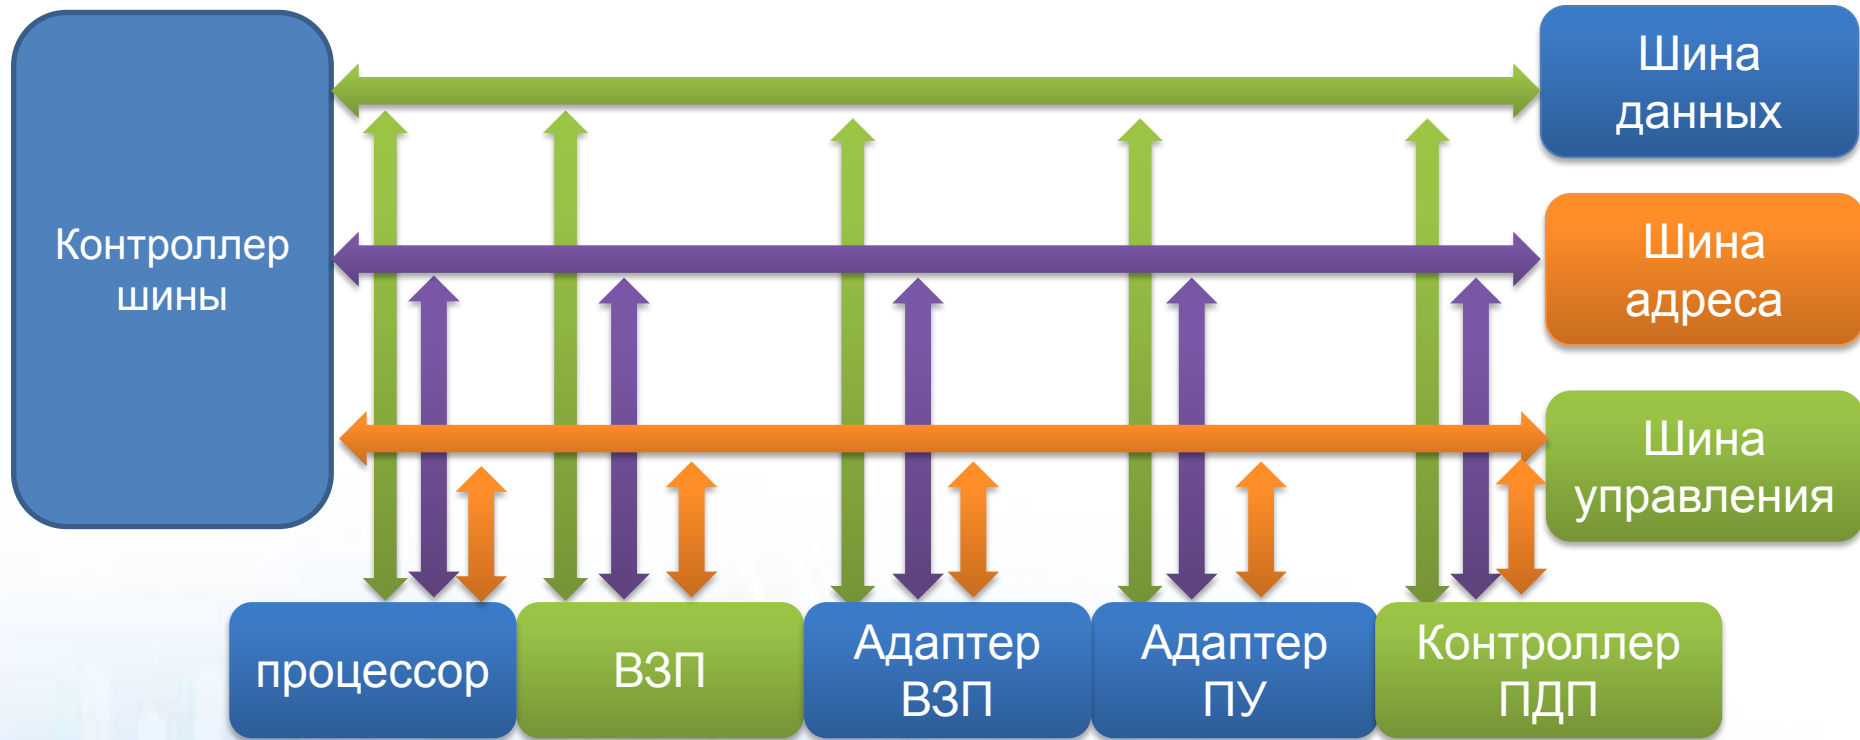 Контроллер
шины
Шина
данных
Шина
адреса
Шина
управления
процессор
ВЗП
Адаптер
ВЗП
Адаптер
ПУ
Контроллер
ПДП